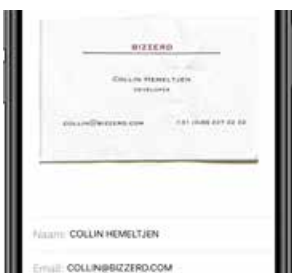 BIZZERD
COLLIN HEMELTJEN
DEVELOPER
COLLIN@BIZZERD.COM
Naam: COLLIN HEMELTJEN
Email: COLLIN@BIZZERD.COM